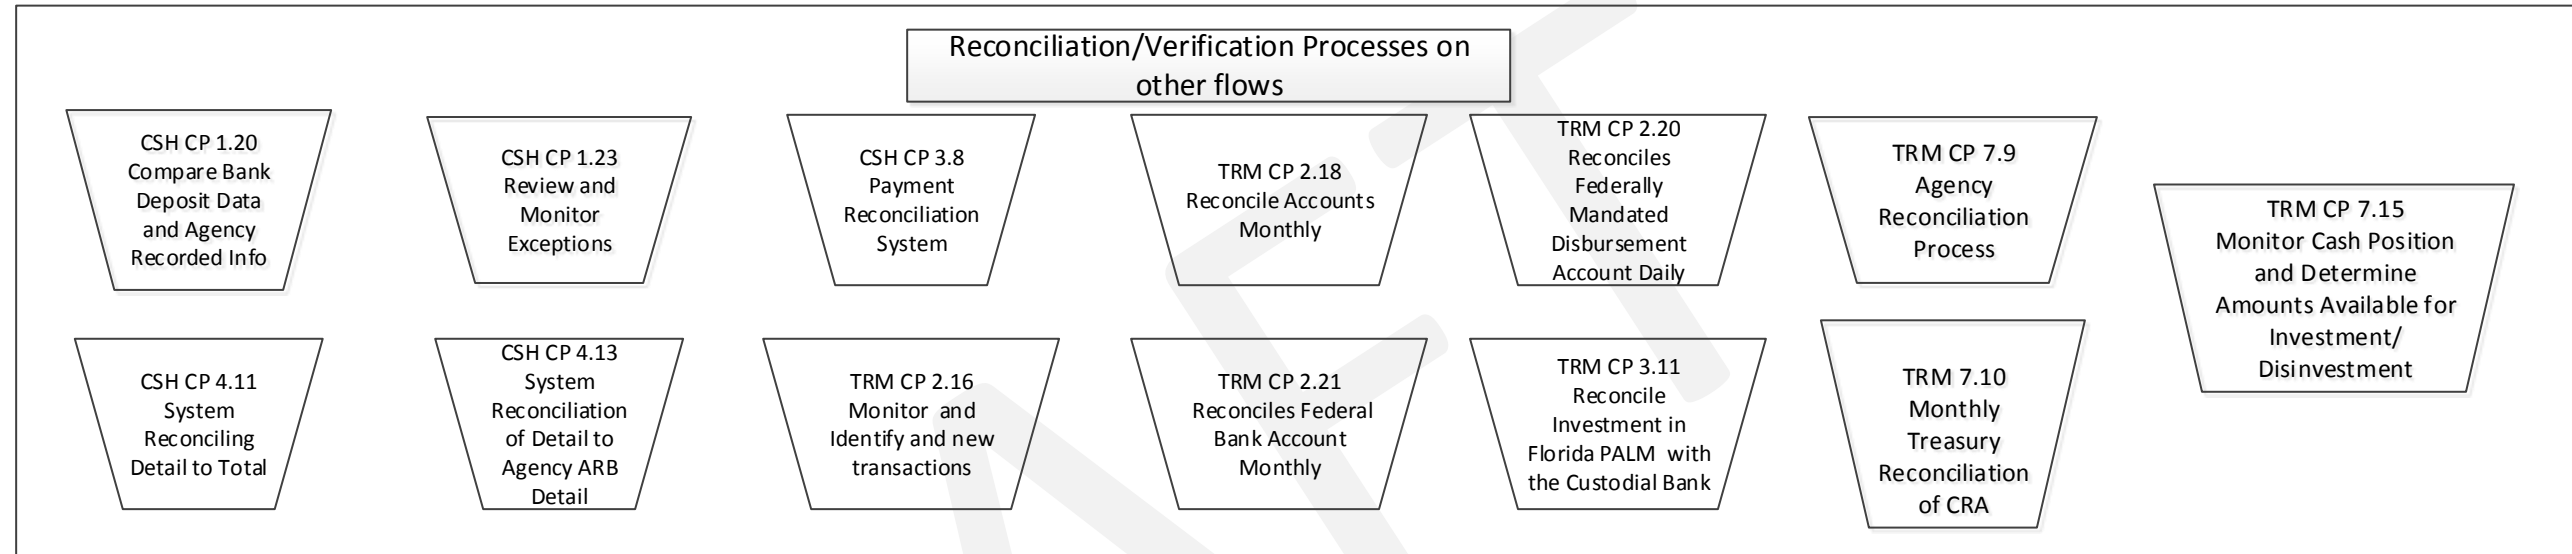 Reconciliation/Verification Processes on
other flows
CSH CP 1.20
Compare Bank
Deposit Data
and Agency
Recorded Info
CSH CP 1.23
Review and
Monitor
Exceptions
CSH CP 3.8
Payment
Reconciliation
System
TRM CP 2.18
Reconcile Accounts
Monthly
TRM CP 2.20
Reconciles
Federally
Mandated
Disbursement
Account Daily
TRM CP 7.9
Agency
Reconciliation
Process
TRM CP 7.15
Monitor Cash Position
and Determine
Amounts Available for
Investment/
Disinvestment
CSH CP 4.11
System
Reconciling
Detail to Total
CSH CP 4.13
System
Reconciliation
of Detail to
Agency ARB
Detail
TRM CP 2.16
Monitor and
Identify and new
transactions
TRM CP 2.21
Reconciles Federal
Bank Account
Monthly
TRM CP 3.11
Reconcile
Investment in
Florida PALM with
the Custodial Bank
TRM 7.10
Monthly
Treasury
Reconciliation
of CRA